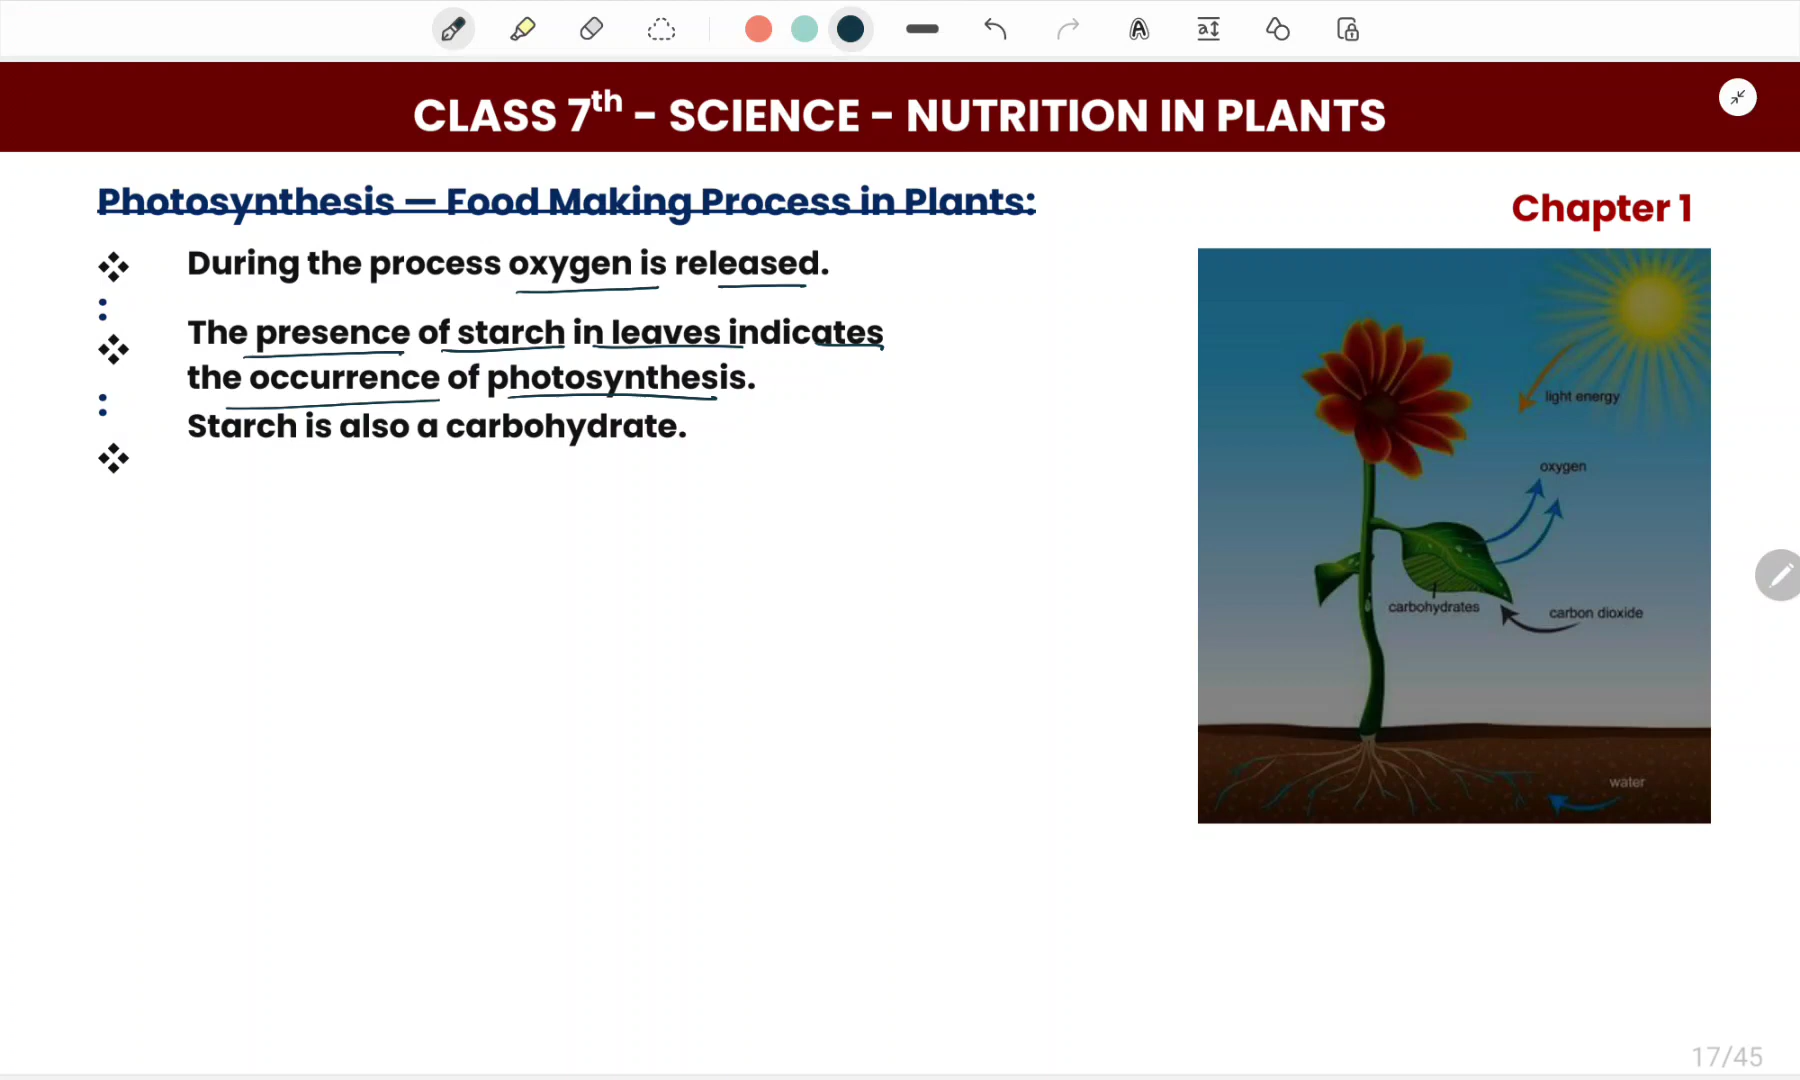 CLASS 7th - SCIENCE - NUTRITION IN PLANTS
Photosynthesis — Food Making Process in Plants:
Chapter 1
During the process oxygen is released.
The presence of starch in leaves indicates
the occurrence of photosynthesis.
Starch is also a carbohydrate.
light energy
oxygen
carbohydrates
carbon dioxide
water
17/45